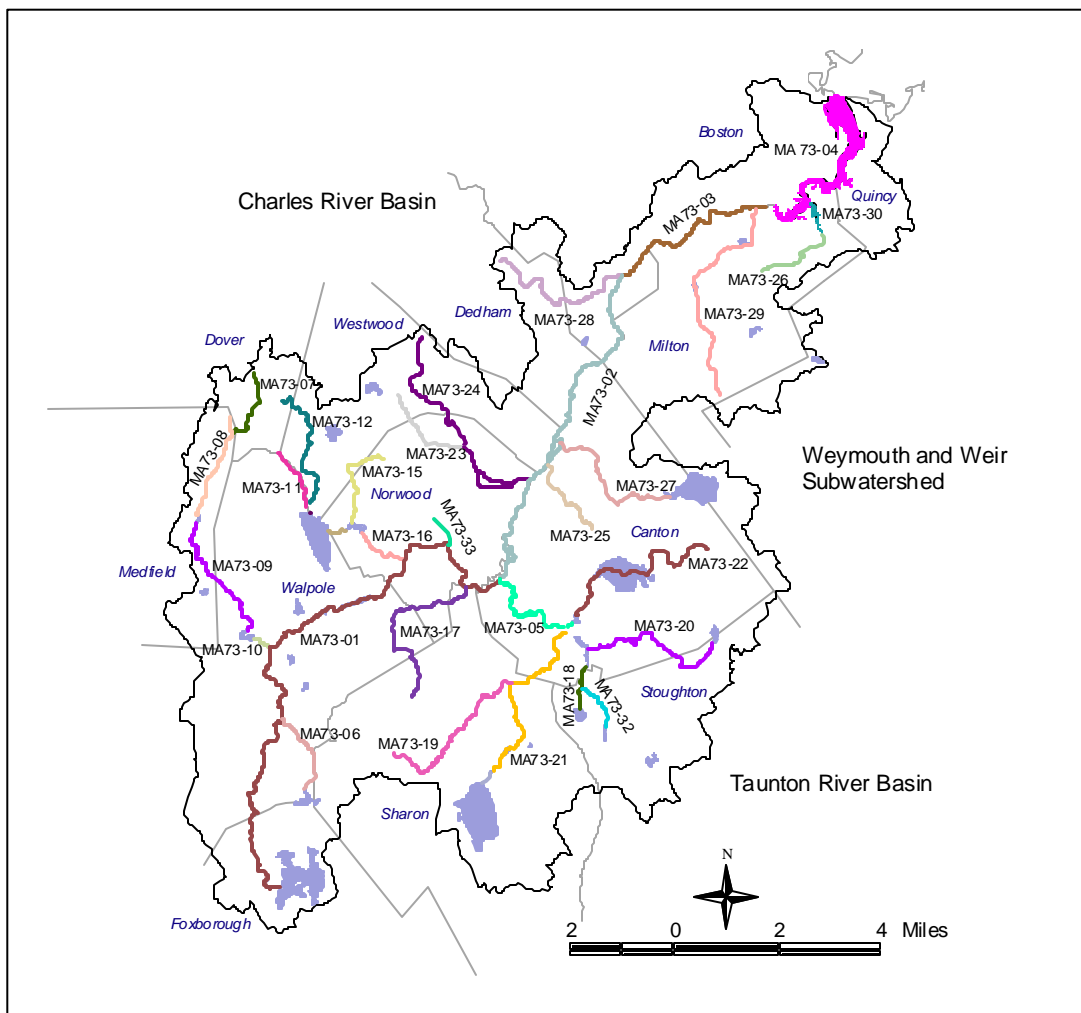 Boston
MA 73-04
Charles River Basin
Quincy
MA73-03
MA73-30
MA73-26
Dedham
MA73-28
MA73-29
Westwood
Milton
Dover
MA73-07
MA73-24
MA73-02
MA73-12
MA73-08
MA73-23
Weymouth and Weir
Subwatershed
MA73-15
MA73-11
MA73-27
Norwood
MA73-33
MA73-25
Canton
MA73-16
MA73-22
Medfield
MA73-09
Walpole
MA73-17
MA73-05
MA73-20
MA73-10
MA73-01
MA73-18
MA73-32
Stoughton
MA73-06
MA73-19
MA73-21
Taunton River Basin
Sharon
N
Foxborough
2 0 2 4 Miles